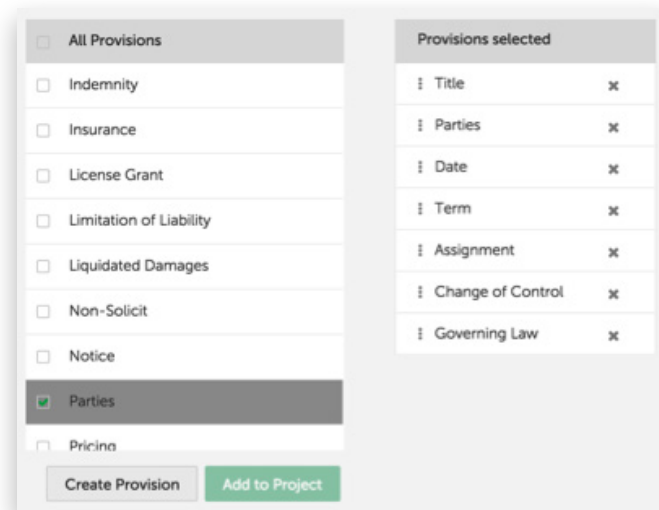 All Provisions
Indemnity
Insurance
License Grant
Limitation of Liability
Liquidated Damages
Non-Solicit
Notice
Parties
Pricing
Create Provision
Add to Project
Provisions selected
Title
Parties
Date
Term
Assignment
Change of Control
Governing Law